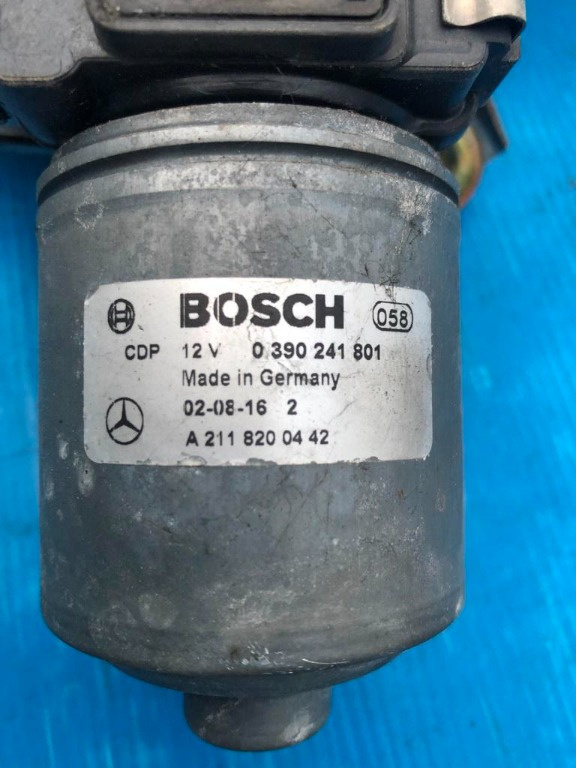 BOSCH 058
CDP 12 V 0 390 241 801
Made in Germany
02-08-16 2
A 211 820 04 42